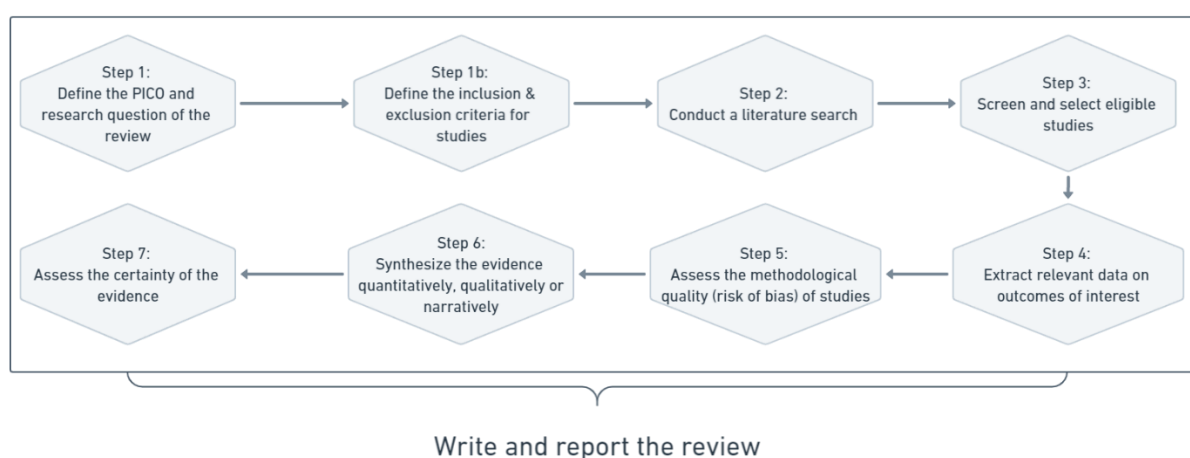 Step 1:
Define the PICO and
research question of the
review
Step 1b:
Define the inclusion &
exclusion criteria for
studies
Step 2:
Conduct a literature search
Step 3:
Screen and select eligible
studies
Step 4:
Extract relevant data on
outcomes of interest
Step 5:
Assess the methodological
quality (risk of bias) of studies
Step 6:
Synthesize the evidence
quantitatively, qualitatively or
narratively
Step 7:
Assess the certainty of the
evidence
Write and report the review